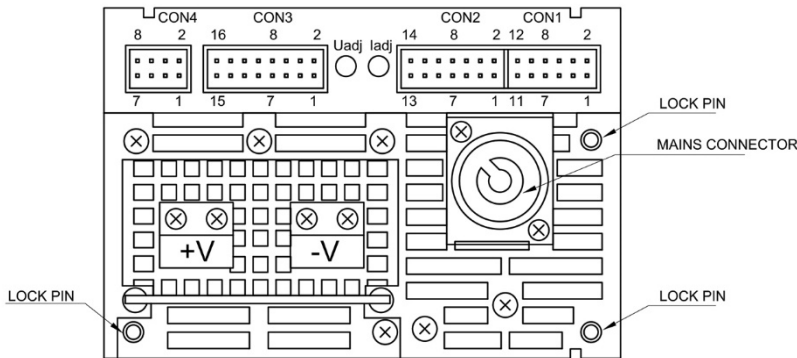 CON4 CON3 CON2 CON1
8 2 16 8 2 Uadj Iadj 14 8 2 12 8 2
7 1 15 7 1 13 7 1 11 7 1
LOCK PIN
MAINS CONNECTOR
+V -V
LOCK PIN LOCK PIN